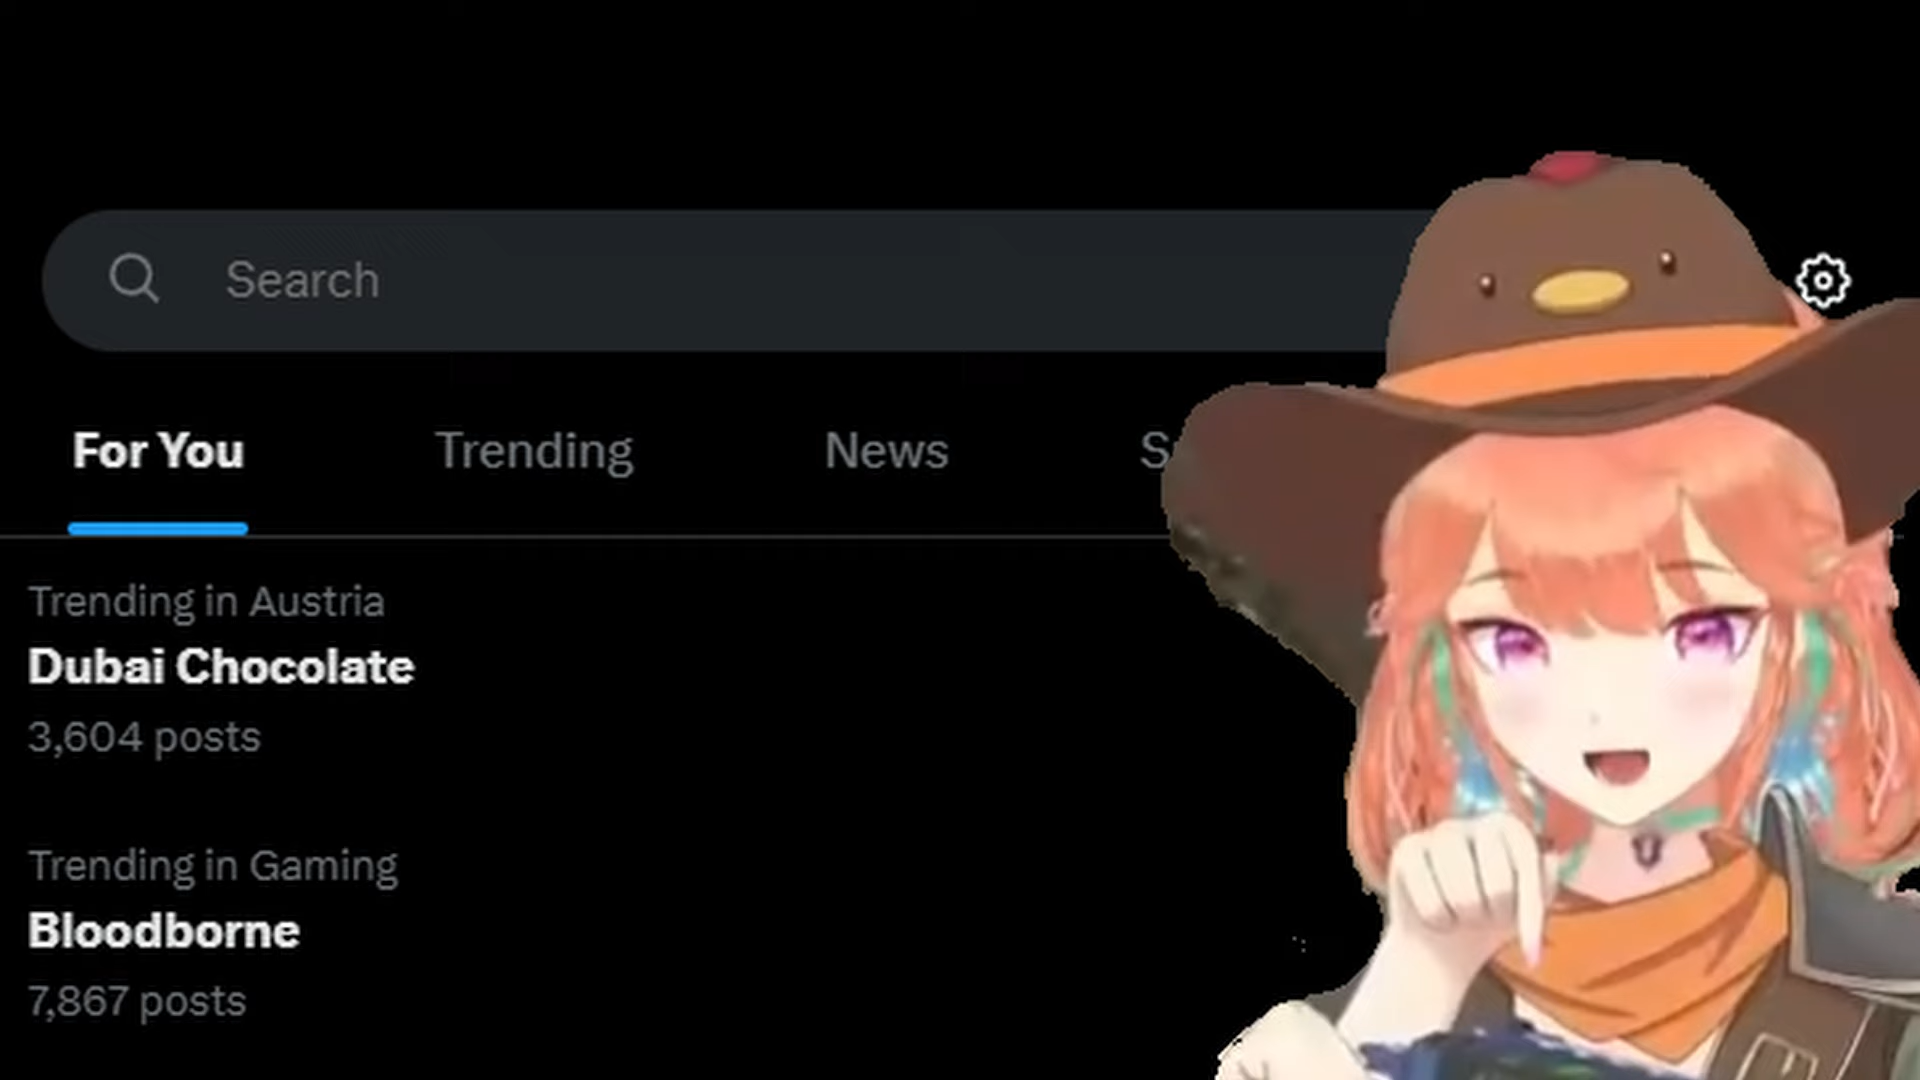 Search
For You Trending News
Trending in Austria
Dubai Chocolate
3,604 posts
Trending in Gaming
Bloodborne
7,867 posts